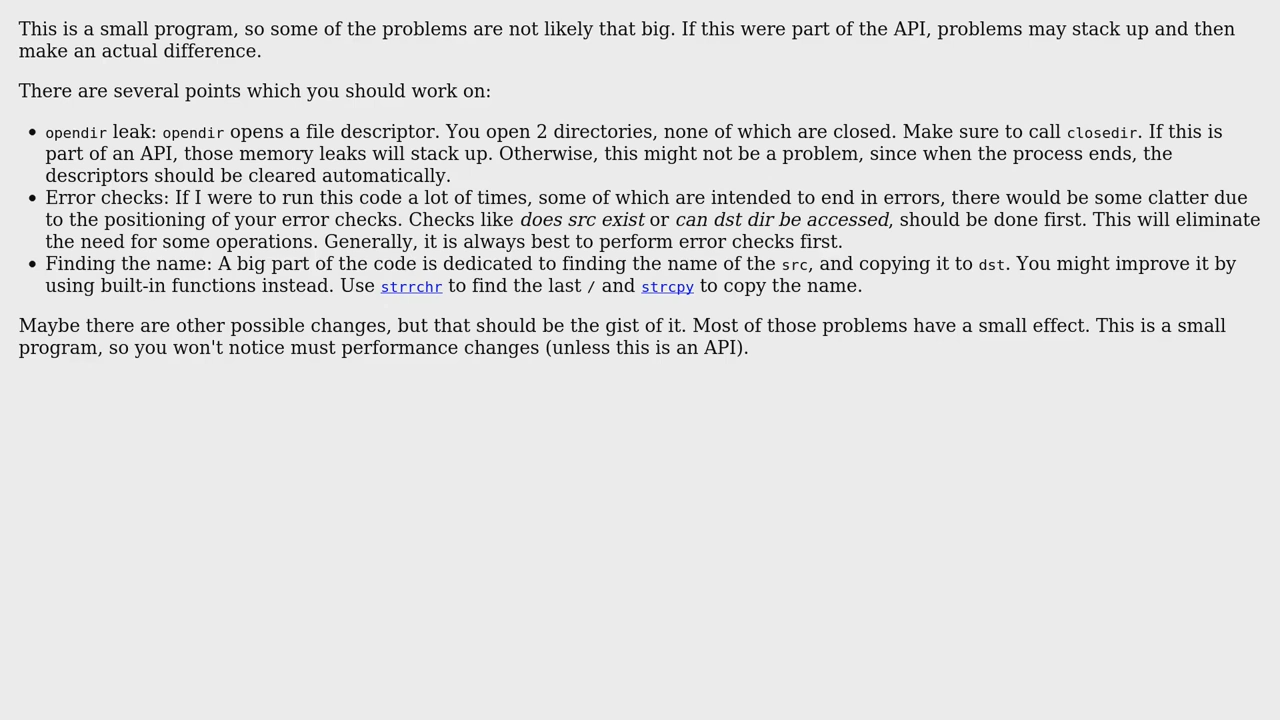 This is a small program, so some of the problems are not likely that big. If this were part of the API, problems may stack up and then
make an actual difference.
There are several points which you should work on:
• opendir leak: opendir opens a file descriptor. You open 2 directories, none of which are closed. Make sure to call closedir. If this is
part of an API, those memory leaks will stack up. Otherwise, this might not be a problem, since when the process ends, the
descriptors should be cleared automatically.
• Error checks: If I were to run this code a lot of times, some of which are intended to end in errors, there would be some clatter due
to the positioning of your error checks. Checks like does src exist or can dst dir be accessed, should be done first. This will eliminate
the need for some operations. Generally, it is always best to perform error checks first.
• Finding the name: A big part of the code is dedicated to finding the name of the src, and copying it to dst. You might improve it by
using built-in functions instead. Use strrchr to find the last / and strcpy to copy the name.
Maybe there are other possible changes, but that should be the gist of it. Most of those problems have a small effect. This is a small
program, so you won't notice must performance changes (unless this is an API).